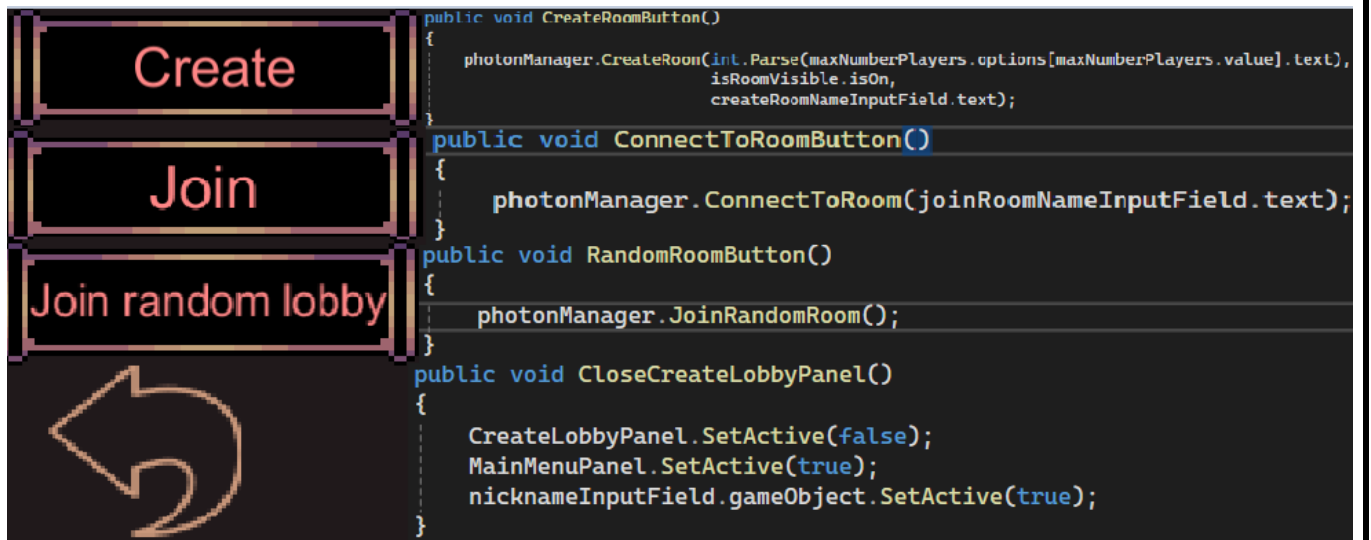 Create
public void CreateRoomButton()
{
photonManager.CreateRoom(int.Parse(maxNumberPlayers.options[maxNumberPlayers.value].text),
isRoomVisible.isOn,
createRoomNameInputField.text);
}
Join
public void ConnectToRoomButton()
{
photonManager.ConnectToRoom(joinRoomNameInputField.text);
}
Join random lobby
public void RandomRoomButton()
{
photonManager.JoinRandomRoom();
}
public void CloseCreateLobbyPanel()
{
CreateLobbyPanel.SetActive(false);
MainMenuPanel.SetActive(true);
nicknameInputField.gameObject.SetActive(true);
}